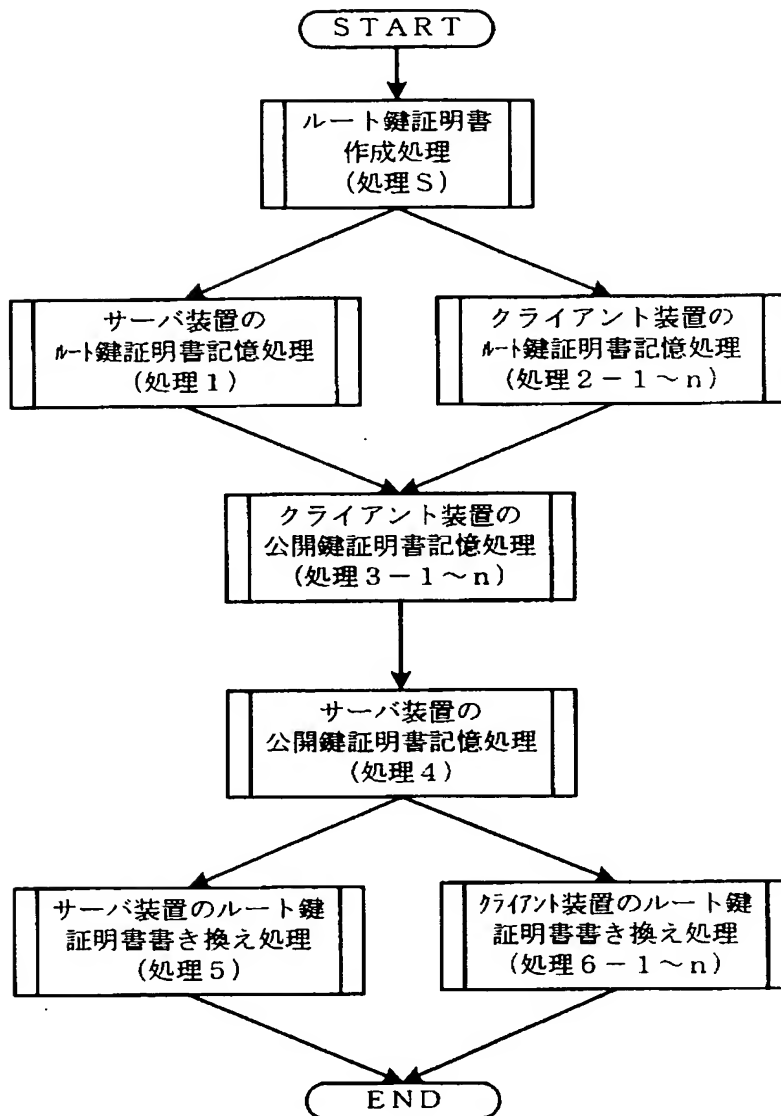 START
ルート鍵証明書
作成処理
(処理S)
サーバ装置の
ﾙｰﾄ鍵証明書記憶処理
(処理1)
クライアント装置の
ﾙｰﾄ鍵証明書記憶処理
(処理2-1~n)
クライアント装置の
公開鍵証明書記憶処理
(処理3-1~n)
サーバ装置の
公開鍵証明書記憶処理
(処理4)
サーバ装置のルート鍵
証明書書き換え処理
(処理5)
ｸﾗｲｱﾝﾄ装置のルート鍵
証明書書き換え処理
(処理6-1~n)
END